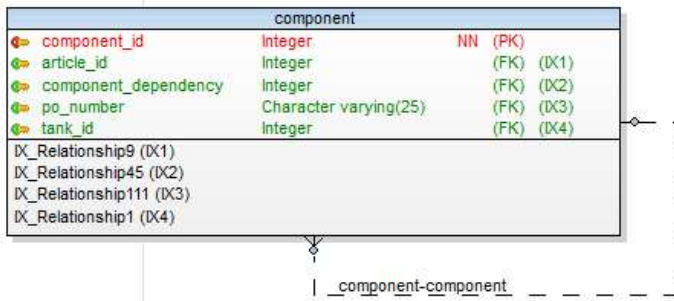 component
component_id Integer NN (PK)
article_id Integer (FK) (IX1)
component_dependency Integer (FK) (IX2)
po_number Character varying(25) (FK) (IX3)
tank_id Integer (FK) (IX4)
IX_Relationship9 (IX1)
IX_Relationship45 (IX2)
IX_Relationship111 (IX3)
IX_Relationship1 (IX4)
component-component